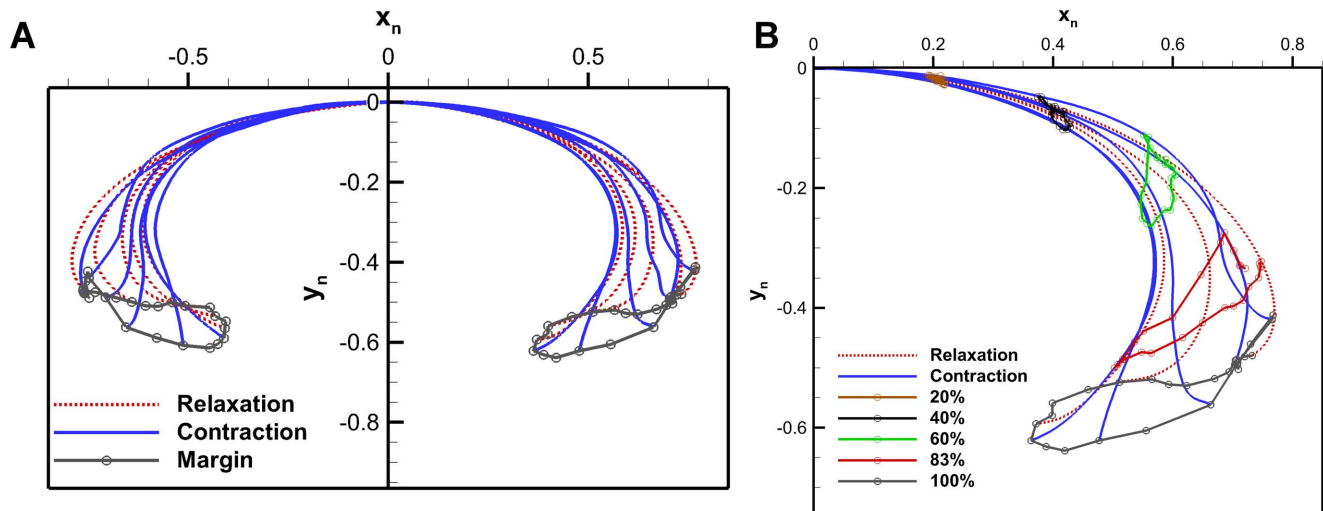 A
xn
-0.5 0 0.5
0
-0.2
-0.4
yn
-0.6
-0.8
Relaxation
Contraction
Margin
B
xn
0 0.2 0.4 0.6 0.8
0
-0.2
yn
-0.4
-0.6
Relaxation
Contraction
20%
40%
60%
83%
100%